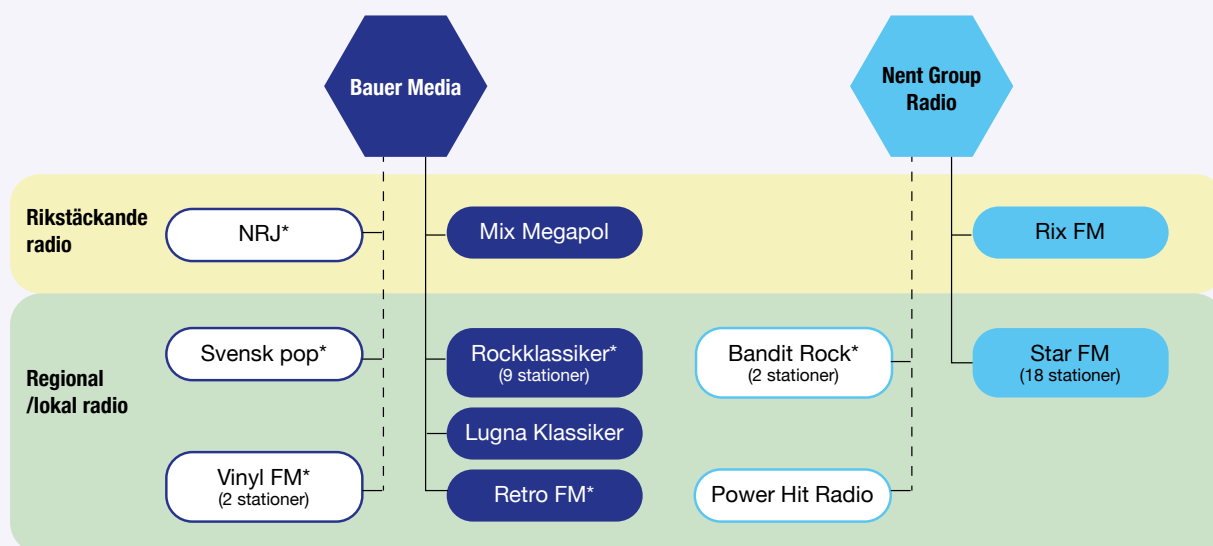 Bauer Media
Nent Group
Radio
Rikstäckande
radio
NRJ*
Mix Megapol
Rix FM
Regional
/lokal radio
Svensk pop*
Rockklassiker*
(9 stationer)
Bandit Rock*
(2 stationer)
Star FM
(18 stationer)
Lugna Klassiker
Vinyl FM*
(2 stationer)
Retro FM*
Power Hit Radio